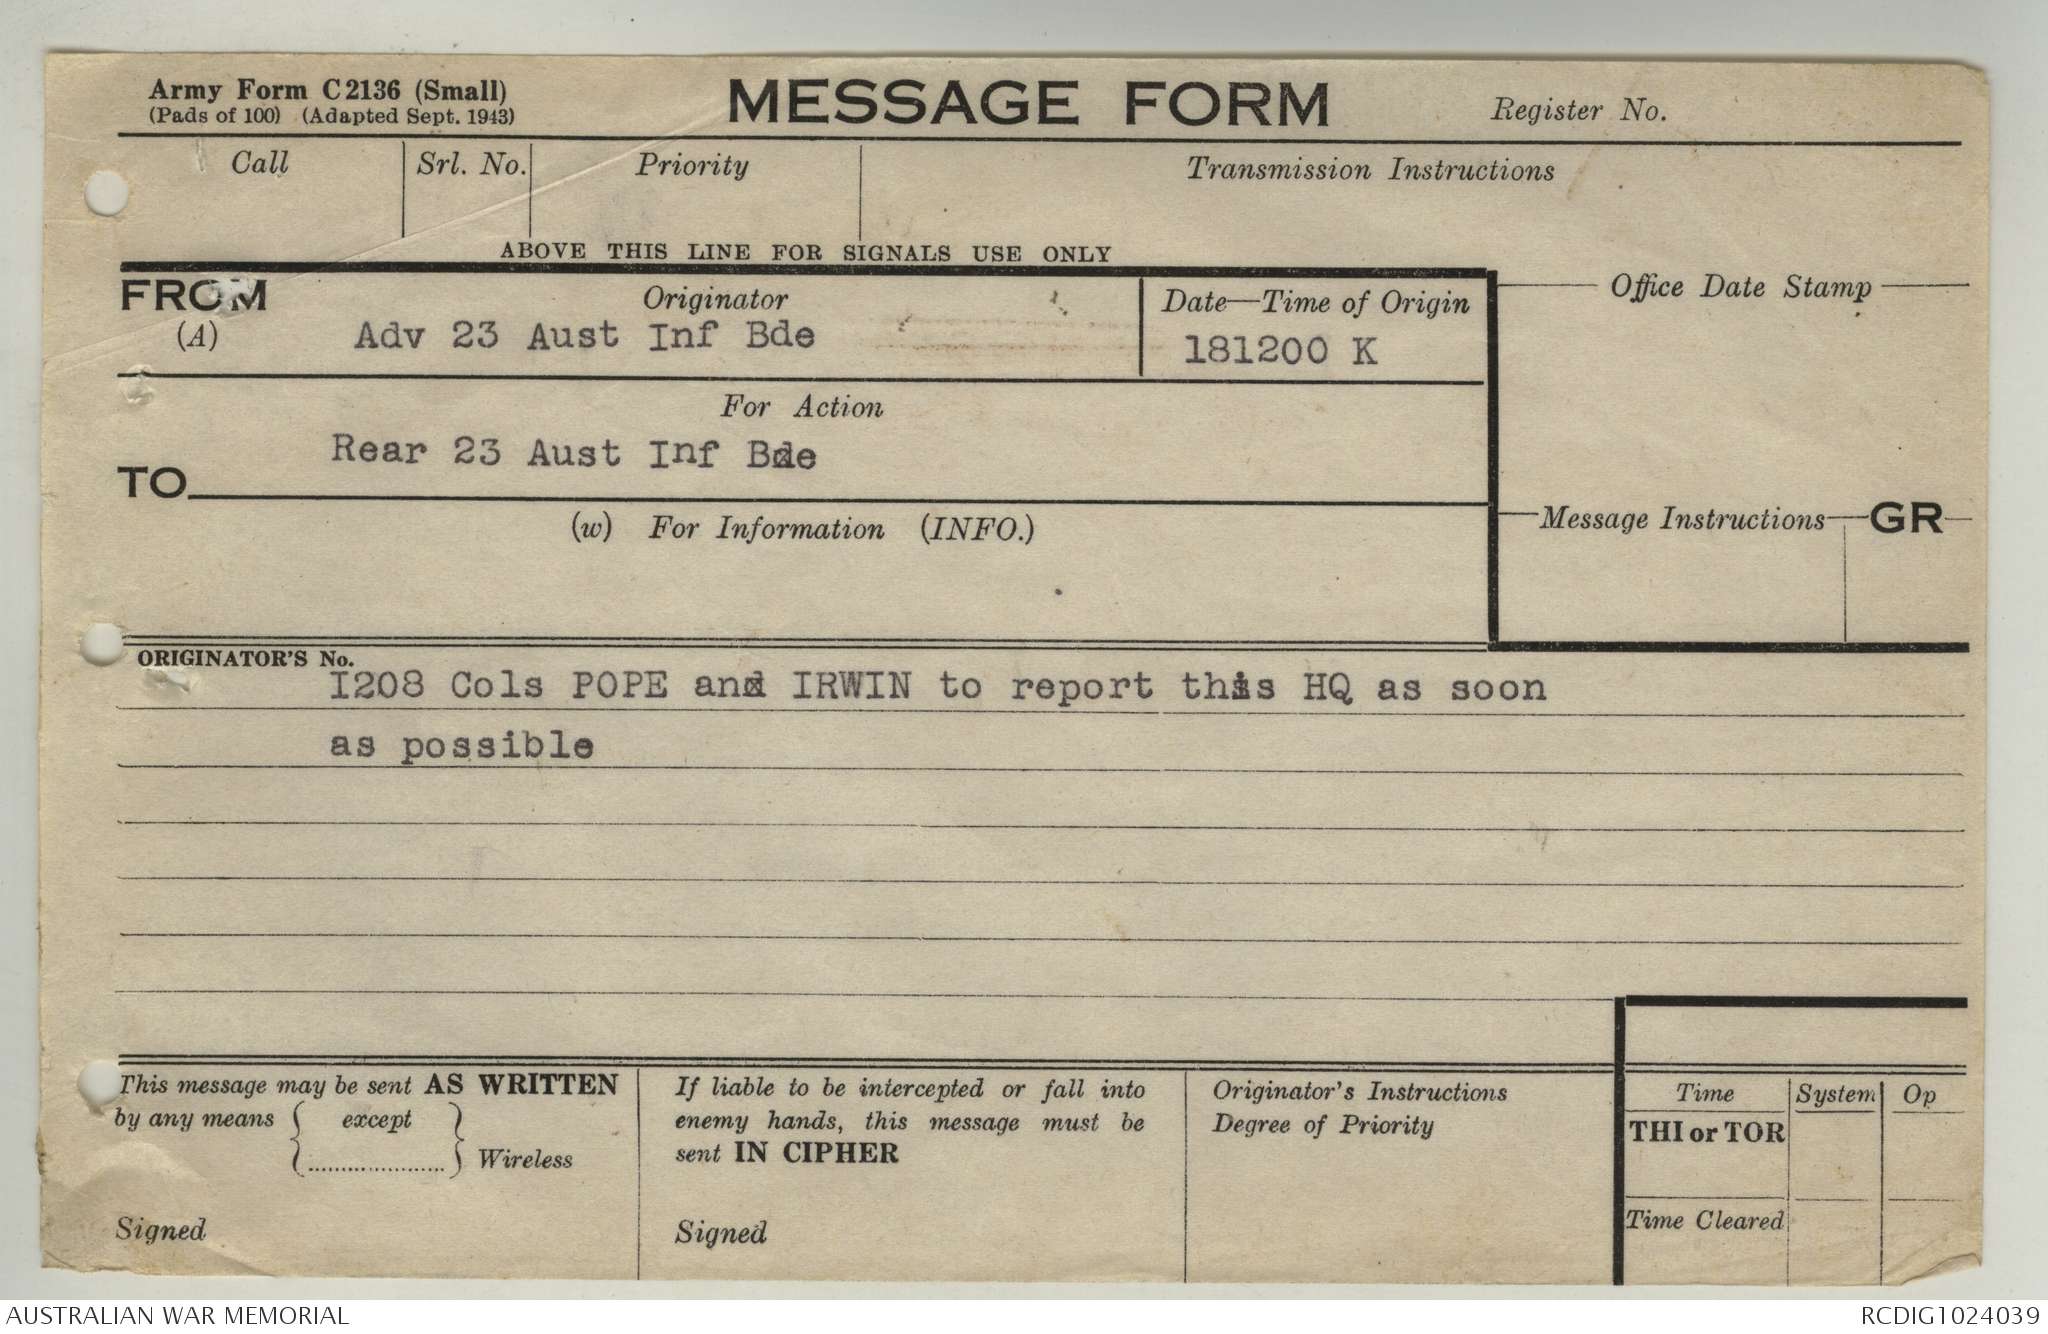 Army Form C 2136 (Small)
(Pads of 100) (Adapted Sept. 1943)
MESSAGE FORM
Register No.
Call
Srl. No.
Priority
Transmission Instructions
ABOVE THIS LINE FOR SIGNALS USE ONLY
FROM
(A)
Originator
Adv 23 Aust Inf Bde
Date—Time of Origin
181200 K
Office Date Stamp
For Action
Rear 23 Aust Inf Bde
TO
(w) For Information (INFO.)
Message Instructions
GR
ORIGINATOR'S No.
I208 Cols POPE and IRWIN to report this HQ as soon
as possible
This message may be sent AS WRITTEN
by any means { except }
{ ..................... } Wireless
Signed
If liable to be intercepted or fall into
enemy hands, this message must be
sent IN CIPHER
Signed
Originator's Instructions
Degree of Priority
Time
System
Op
THI or TOR
Time Cleared
AUSTRALIAN WAR MEMORIAL
RCDIG1024039